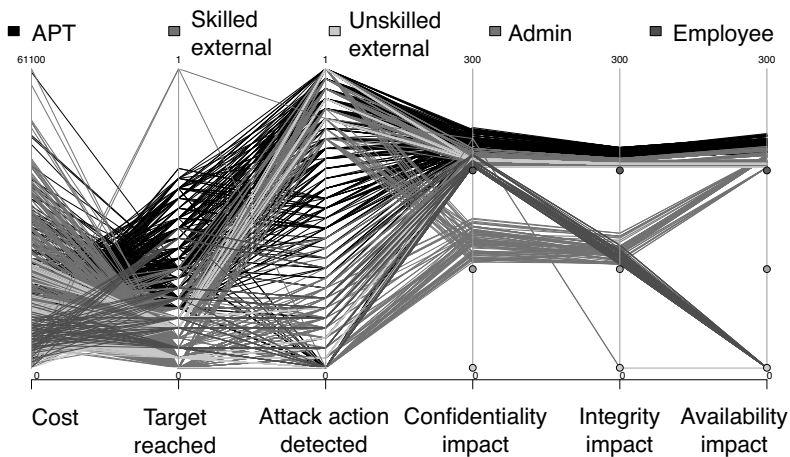 APT
Skilled
external
Unskilled
external
Admin
Employee
61100 1 1 300 300 300
0 0 0 0 0 0
Cost
Target
reached
Attack action
detected
Confidentiality
impact
Integrity
impact
Availability
impact